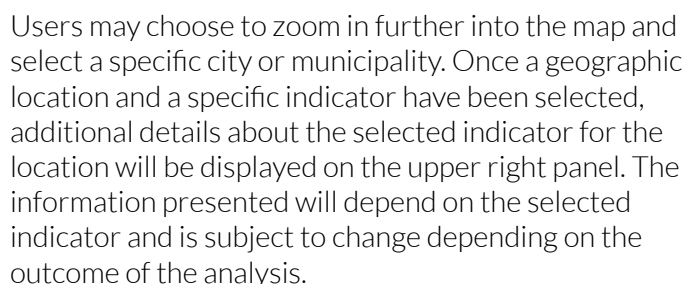 Users may choose to zoom in further into the map and
select a specific city or municipality. Once a geographic
location and a specific indicator have been selected,
additional details about the selected indicator for the
location will be displayed on the upper right panel. The
information presented will depend on the selected
indicator and is subject to change depending on the
outcome of the analysis.